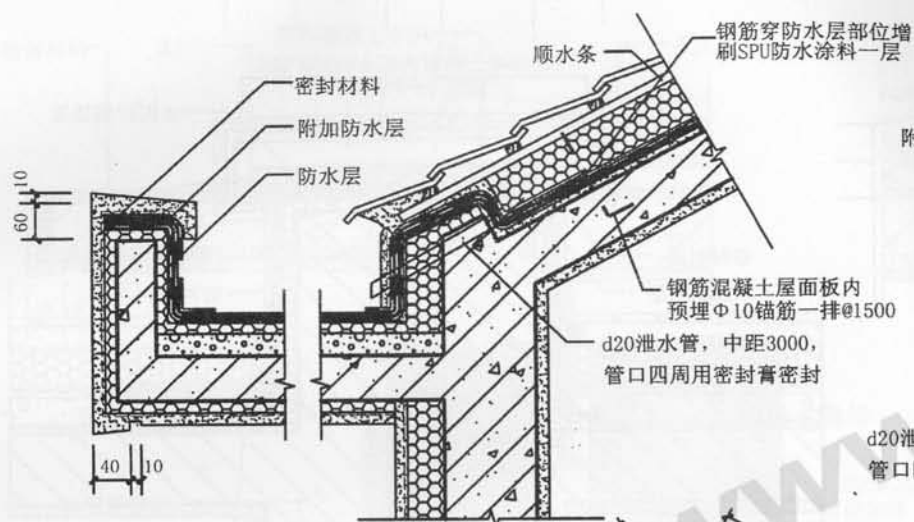 钢筋穿防水层部位增
刷SPU防水涂料一层
顺水条
密封材料
附加防水层
防水层
附
10
60
钢筋混凝土屋面板内
预埋Φ10锚筋一排@1500
d20泄水管，中距3000，
管口四周用密封膏密封
d20泄
管口
40
10
www